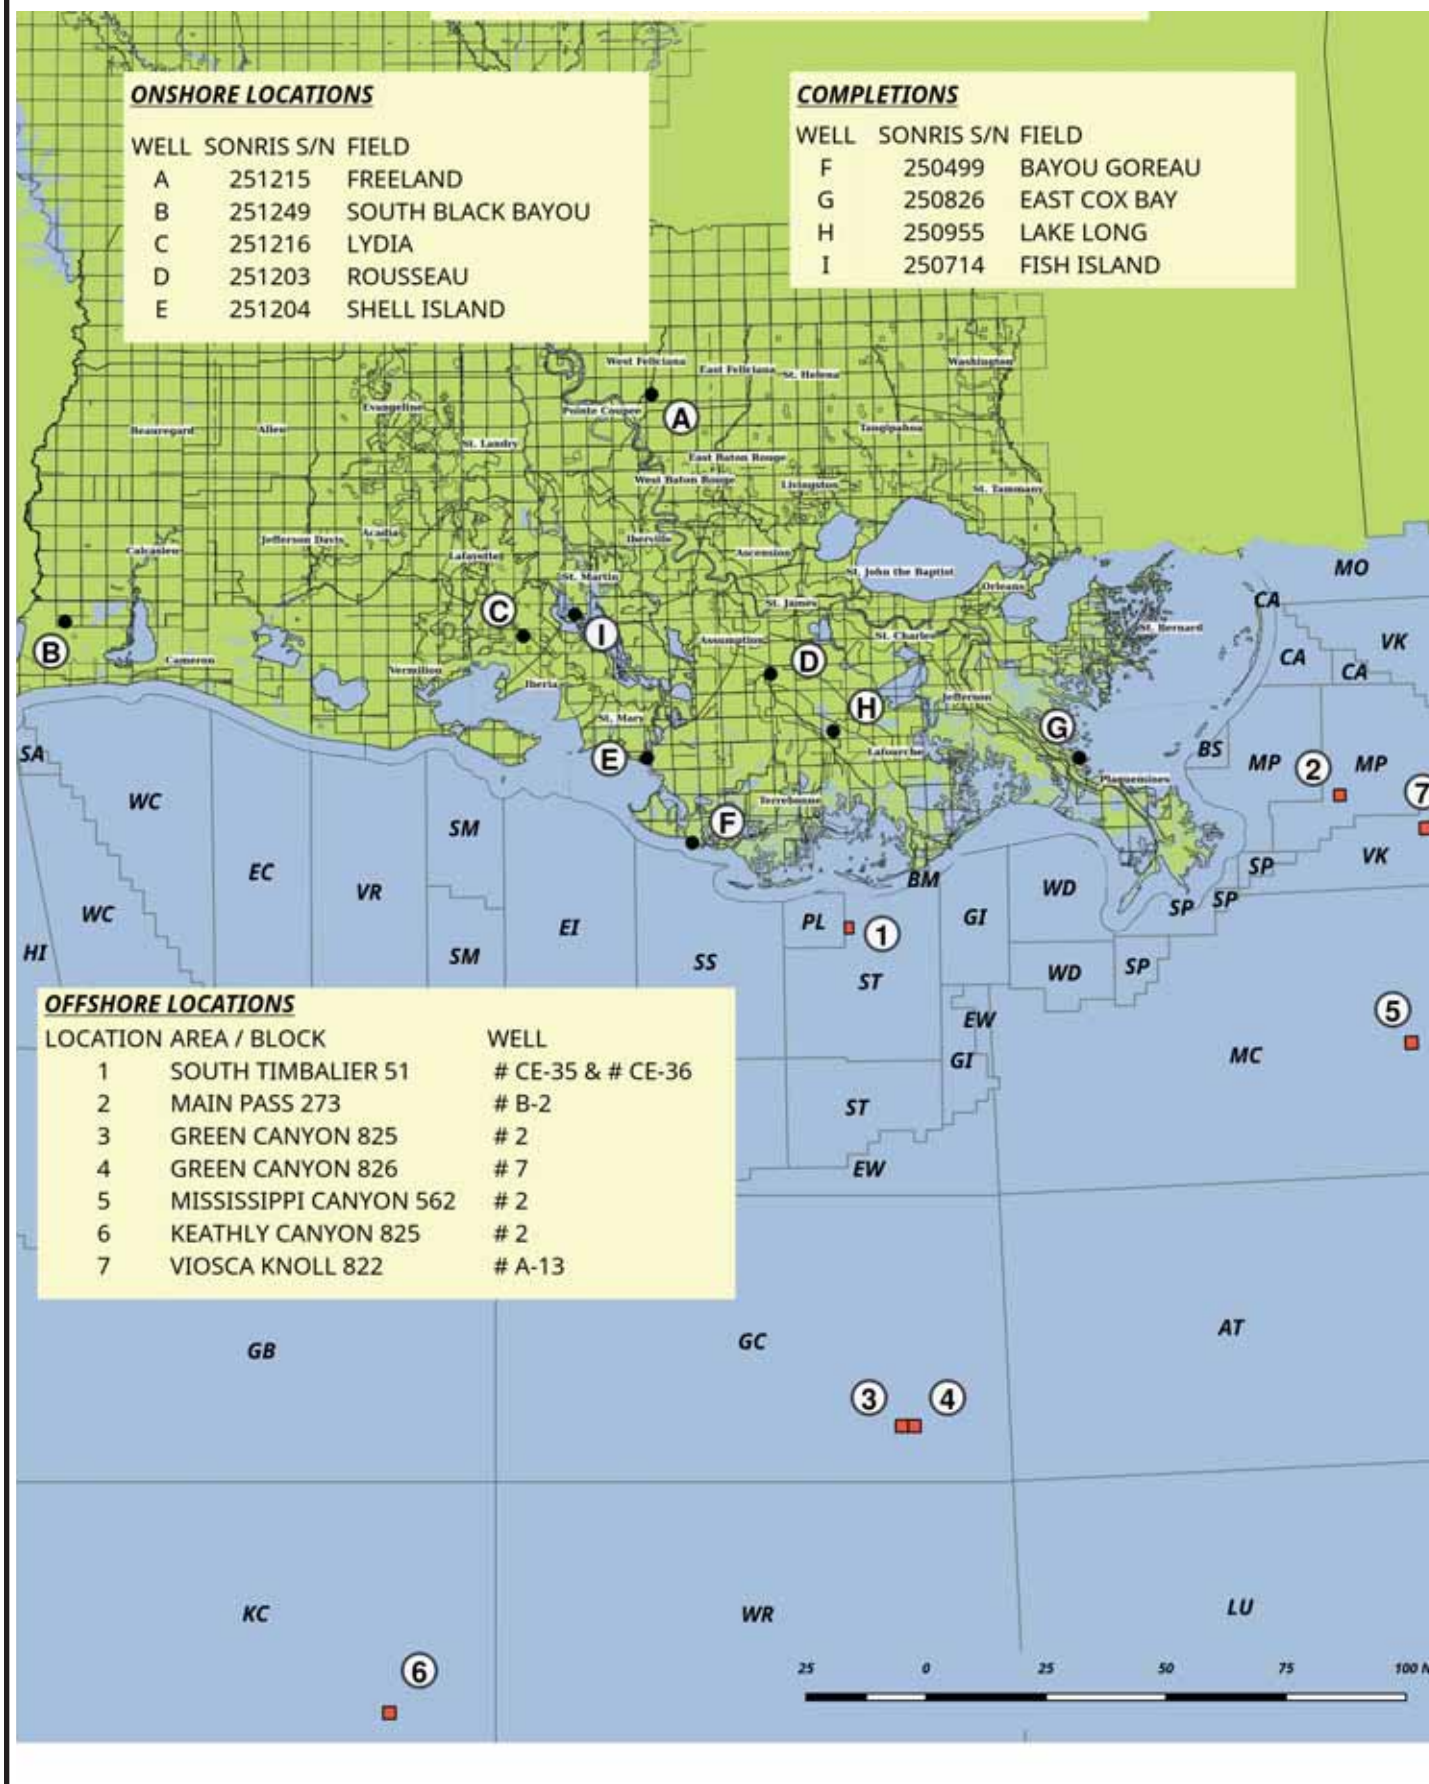 ONSHORE LOCATIONS
WELL SONRIS S/N FIELD
A 251215 FREELAND
B 251249 SOUTH BLACK BAYOU
C 251216 LYDIA
D 251203 ROUSSEAU
E 251204 SHELL ISLAND
COMPLETIONS
WELL SONRIS S/N FIELD
F 250499 BAYOU GOREAU
G 250826 EAST COX BAY
H 250955 LAKE LONG
I 250714 FISH ISLAND
West Feliciana East Feliciana St. Helena Washington
Evangeline Pointe Coupee A
Beauregard Allen St. Landry Tangipahoa
East Baton Rouge
West Baton Rouge Livingston St. Tammany
Calcasieu Jefferson Davis Acadia Lafayette Iberville Ascension
St. Martin St. John the Baptist Orleans
MO
C St. James CA
I Assumption St. Charles St. Bernard
B Cameron Vermilion D CA VK
CA
Iberia Jefferson
St. Mary H G
SA E Lafourche BS MP 2 MP
Plaquemines 7
WC SM F Terrebonne
EC VR BM WD SP VK
WC EI PL 1 GI SP SP
HI SM SS ST WD SP
EW 5
GI MC
ST
EW
OFFSHORE LOCATIONS
LOCATION AREA / BLOCK WELL
1 SOUTH TIMBALIER 51 # CE-35 & # CE-36
2 MAIN PASS 273 # B-2
3 GREEN CANYON 825 # 2
4 GREEN CANYON 826 # 7
5 MISSISSIPPI CANYON 562 # 2
6 KEATHLY CANYON 825 # 2
7 VIOSCA KNOLL 822 # A-13
GB GC AT
3 4
KC WR LU
6
25 0 25 50 75 100